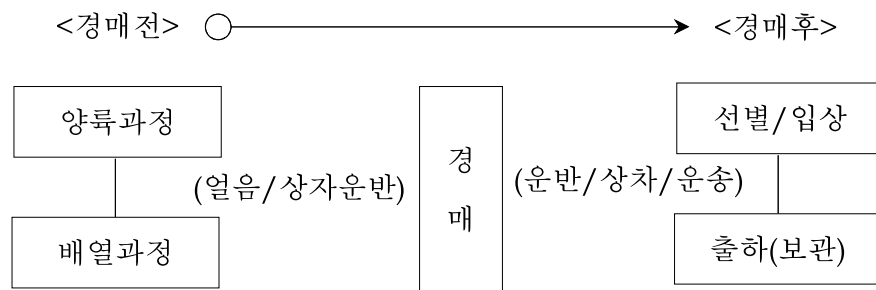 <경매전> <경매후>
양륙과정
선별/입상
(얼음/상자운반)
경
매
(운반/상차/운송)
배열과정
출하(보관)